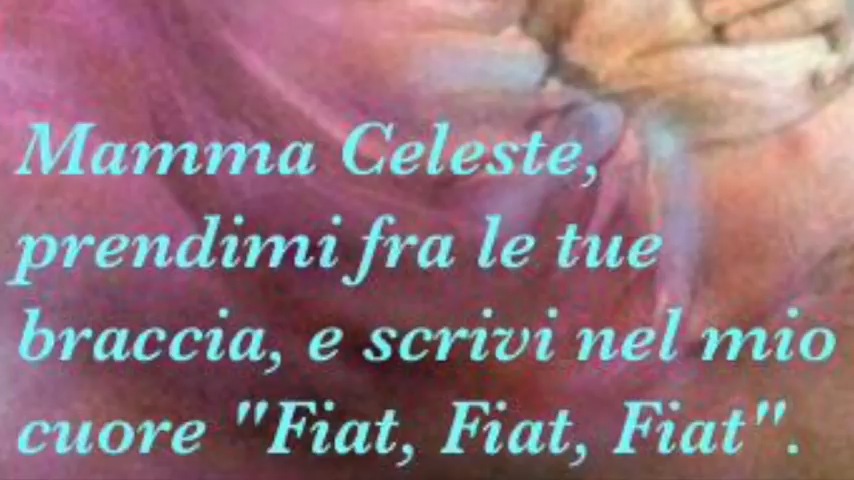 Mamma Celeste,
prendimi fra le tue
braccia, e scrivi nel mio
cuore "Fiat, Fiat, Fiat".